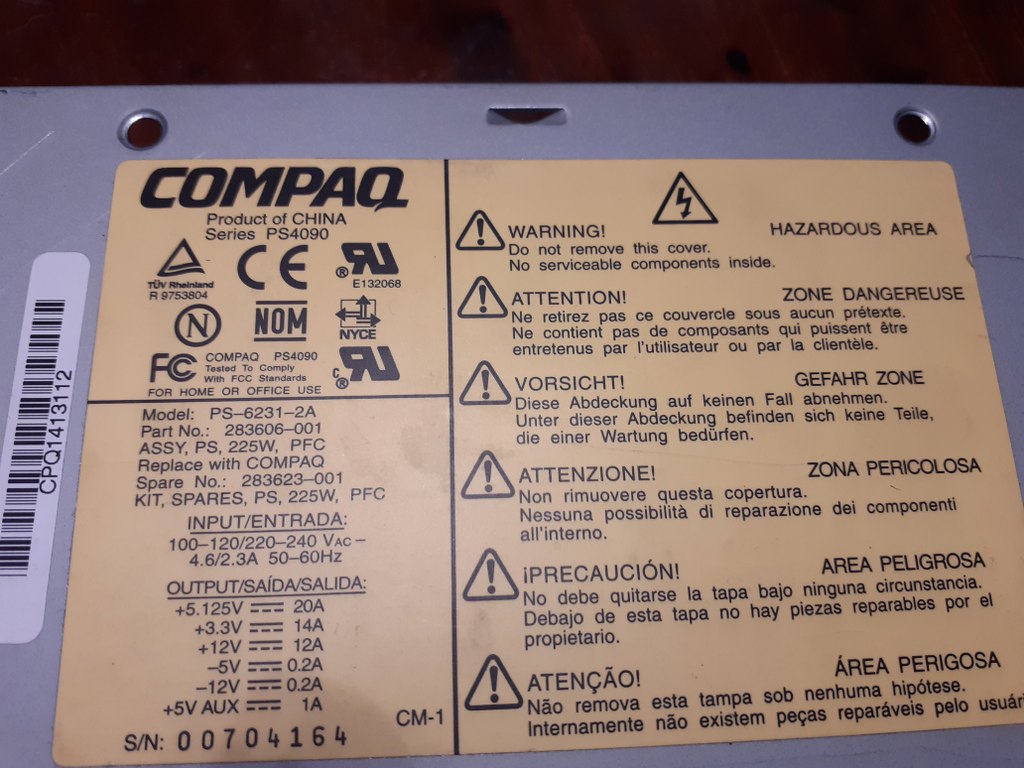 COMPAQ
Product of CHINA
Series PS4090
TÜV Rheinland
R 9753804
CE
®
E132068
N
NOM
NYCE
FC
COMPAQ PS4090
Tested To Comply
With FCC Standards
FOR HOME OR OFFICE USE
c
®
Model: PS-6231-2A
Part No.: 283606-001
ASSY, PS, 225W, PFC
Replace with COMPAQ
Spare No.: 283623-001
KIT, SPARES, PS, 225W, PFC
INPUT/ENTRADA:
100-120/220-240 VAC~
4.6/2.3A 50-60Hz
OUTPUT/SAÍDA/SALIDA:
+5.125V 20A
+3.3V 14A
+12V 12A
-5V 0.2A
-12V 0.2A
+5V AUX 1A
CM-1
S/N: 00704164
CPQ1413112
WARNING! HAZARDOUS AREA
Do not remove this cover.
No serviceable components inside.
ATTENTION! ZONE DANGEREUSE
Ne retirez pas ce couvercle sous aucun prétexte.
Ne contient pas de composants qui puissent être
entretenus par l'utilisateur ou par la clientèle.
VORSICHT! GEFAHR ZONE
Diese Abdeckung auf keinen Fall abnehmen.
Unter dieser Abdeckung befinden sich keine Teile,
die einer Wartung bedürfen.
ATTENZIONE! ZONA PERICOLOSA
Non rimuovere questa copertura.
Nessuna possibilità di reparazione dei componenti
all'interno.
¡PRECAUCIÓN! AREA PELIGROSA
No debe quitarse la tapa bajo ninguna circunstancia.
Debajo de esta tapa no hay piezas reparables por el
propietario.
ATENÇÃO! ÁREA PERIGOSA
Não remova esta tampa sob nenhuma hipótese.
Internamente não existem peças reparáveis pelo usuári